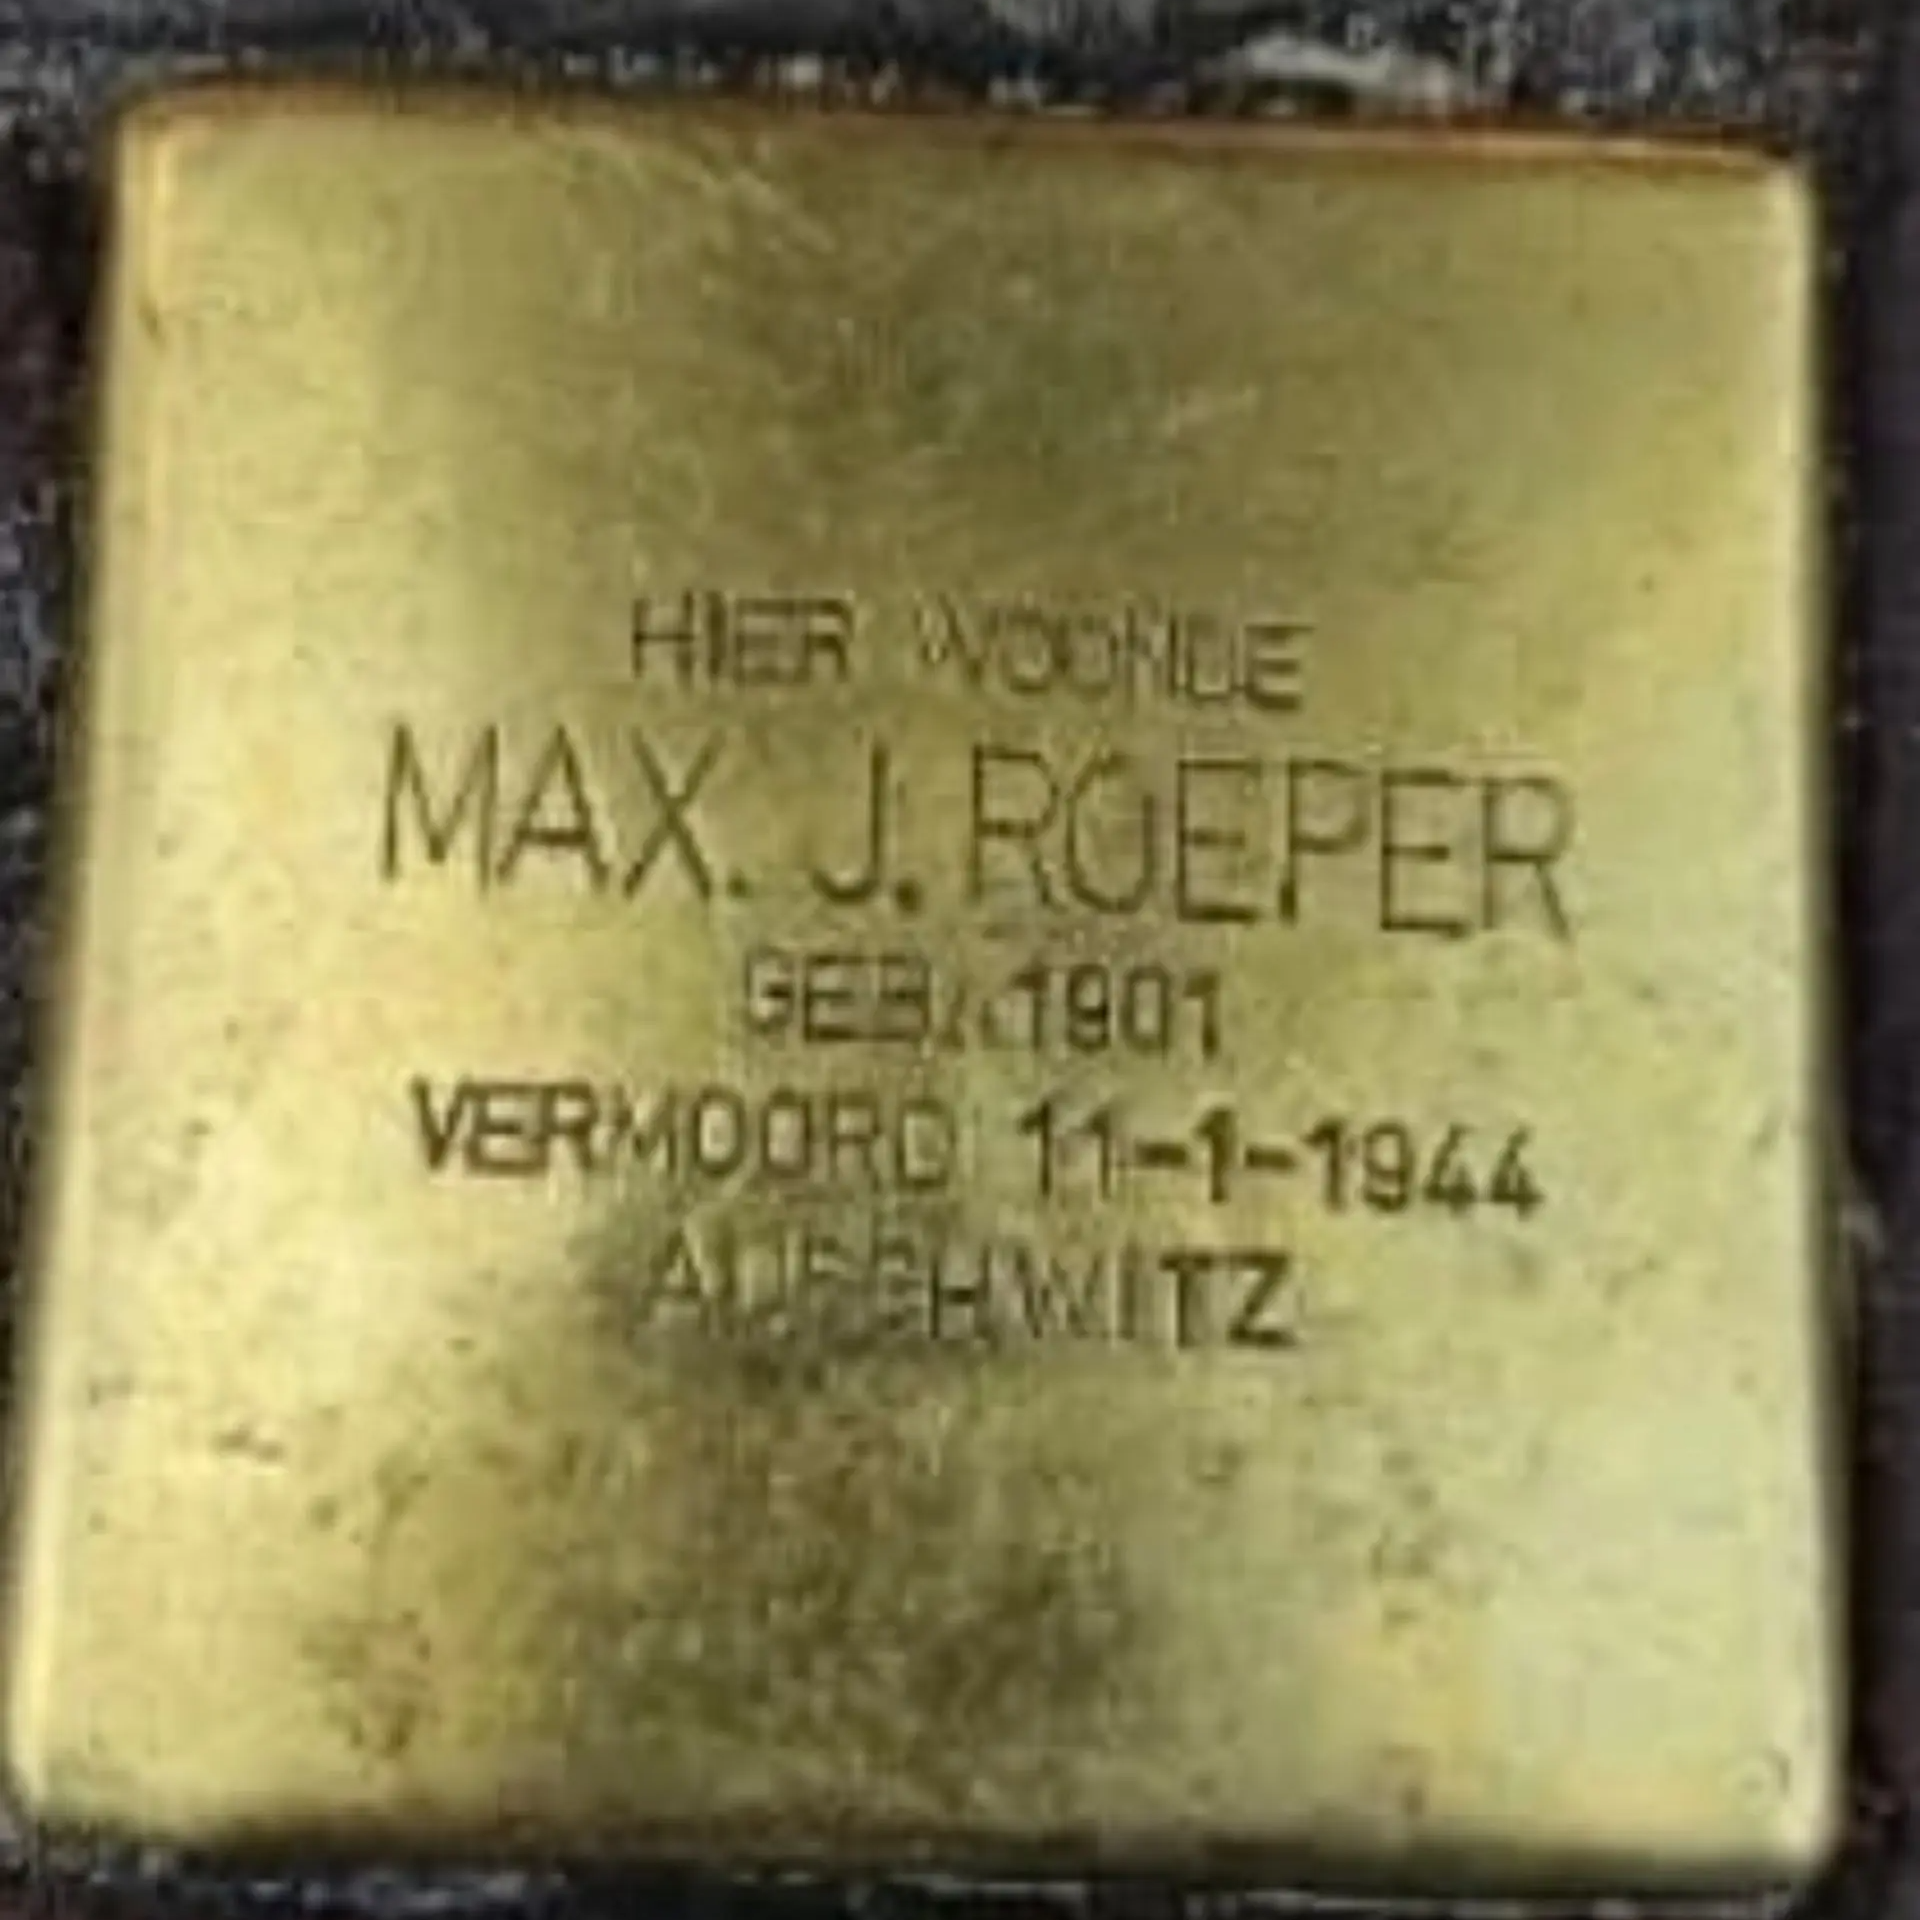 HIER WOONDE
MAX. J. ROEPER
GEB. 1901
VERMOORD 11-1-1944
AUSCHWITZ